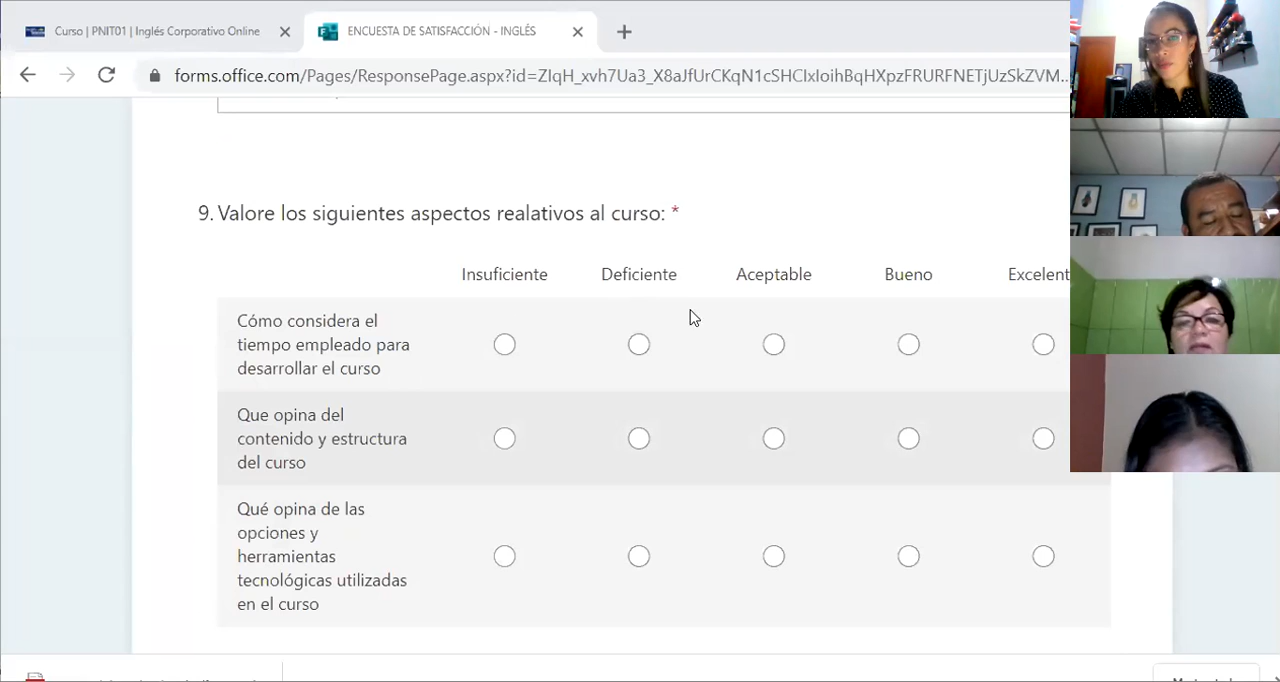 Curso | PNIT01 | Inglés Corporativo Online
ENCUESTA DE SATISFACCIÓN - INGLÉS
forms.office.com/Pages/ResponsePage.aspx?id=ZIqH_xvh7Ua3_X8aJfUrCKqN1cSHClxIoihBqHXpzFRURFNETjUzSkZVM...
9. Valore los siguientes aspectos realativos al curso: *
Insuficiente Deficiente Aceptable Bueno Excelent
Cómo considera el
tiempo empleado para
desarrollar el curso
Que opina del
contenido y estructura
del curso
Qué opina de las
opciones y
herramientas
tecnológicas utilizadas
en el curso